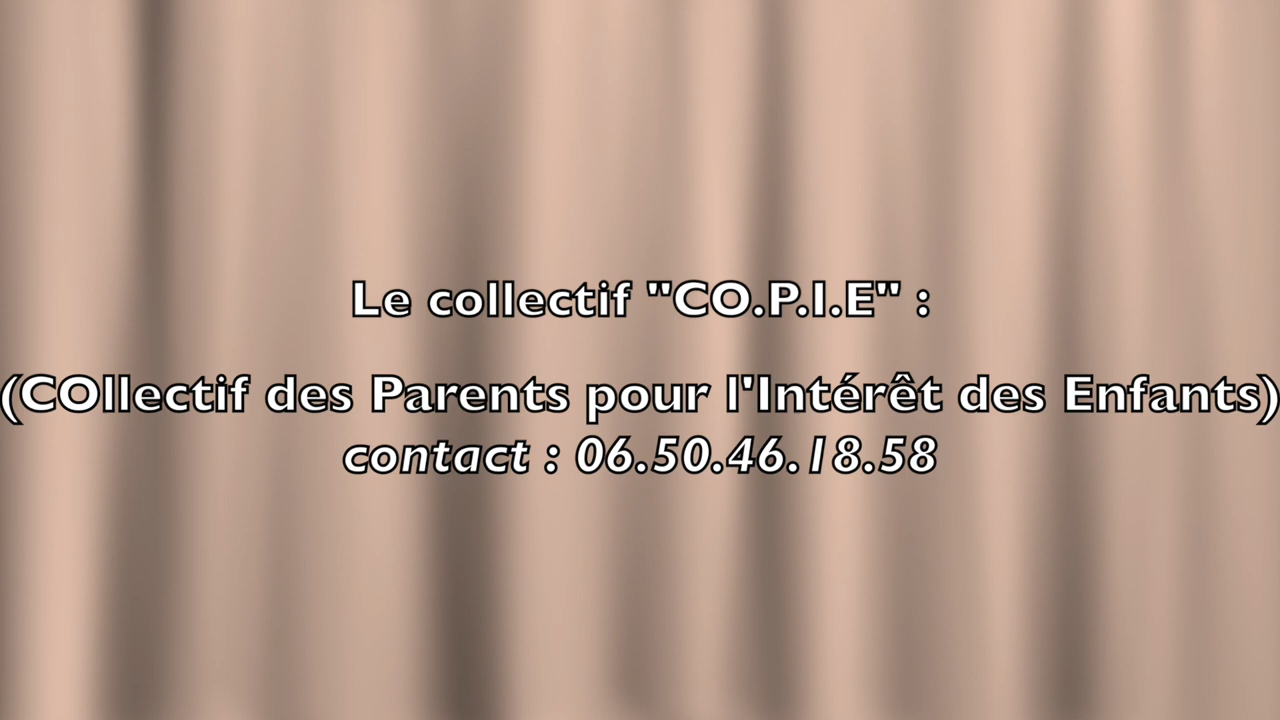 Le collectif "CO.P.I.E" :
(COllectif des Parents pour l'Intérêt des Enfants)
contact : 06.50.46.18.58